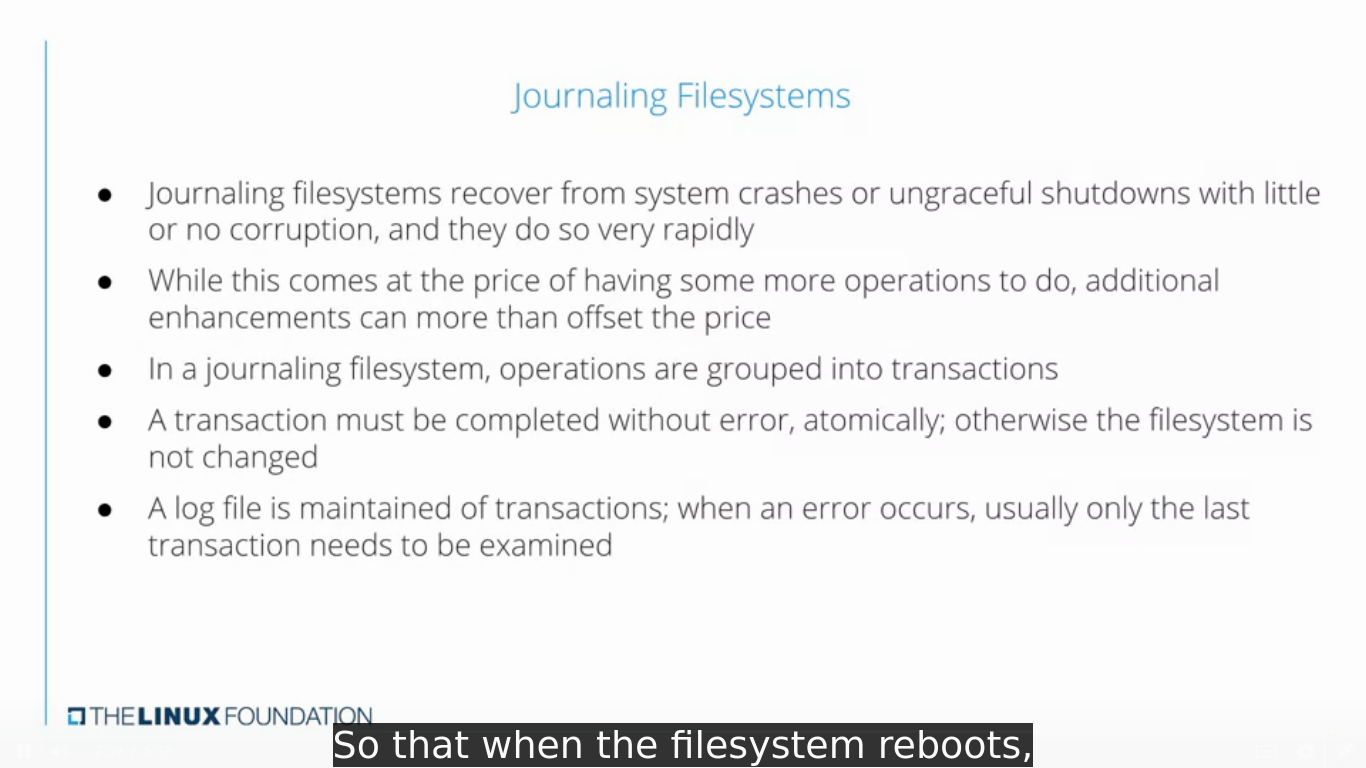 Journaling Filesystems
● Journaling filesystems recover from system crashes or ungraceful shutdowns with little
or no corruption, and they do so very rapidly
● While this comes at the price of having some more operations to do, additional
enhancements can more than offset the price
● In a journaling filesystem, operations are grouped into transactions
● A transaction must be completed without error, atomically; otherwise the filesystem is
not changed
● A log file is maintained of transactions; when an error occurs, usually only the last
transaction needs to be examined
THE LINUX FOUNDATION
So that when the filesystem reboots,